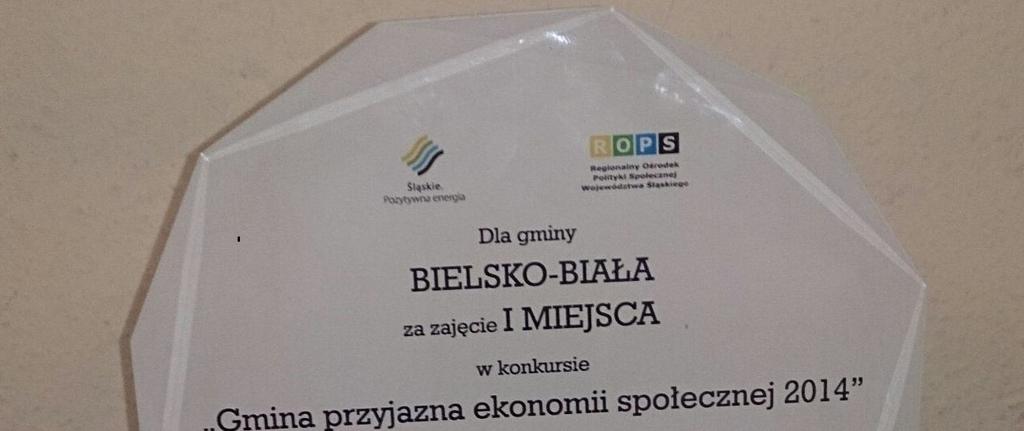 ROPS
Regionalny Ośrodek
Polityki Społecznej
Województwa Śląskiego
Śląskie.
Pozytywna energia
Dla gminy
BIELSKO-BIAŁA
za zajęcie I MIEJSCA
w konkursie
„Gmina przyjazna ekonomii społecznej 2014”